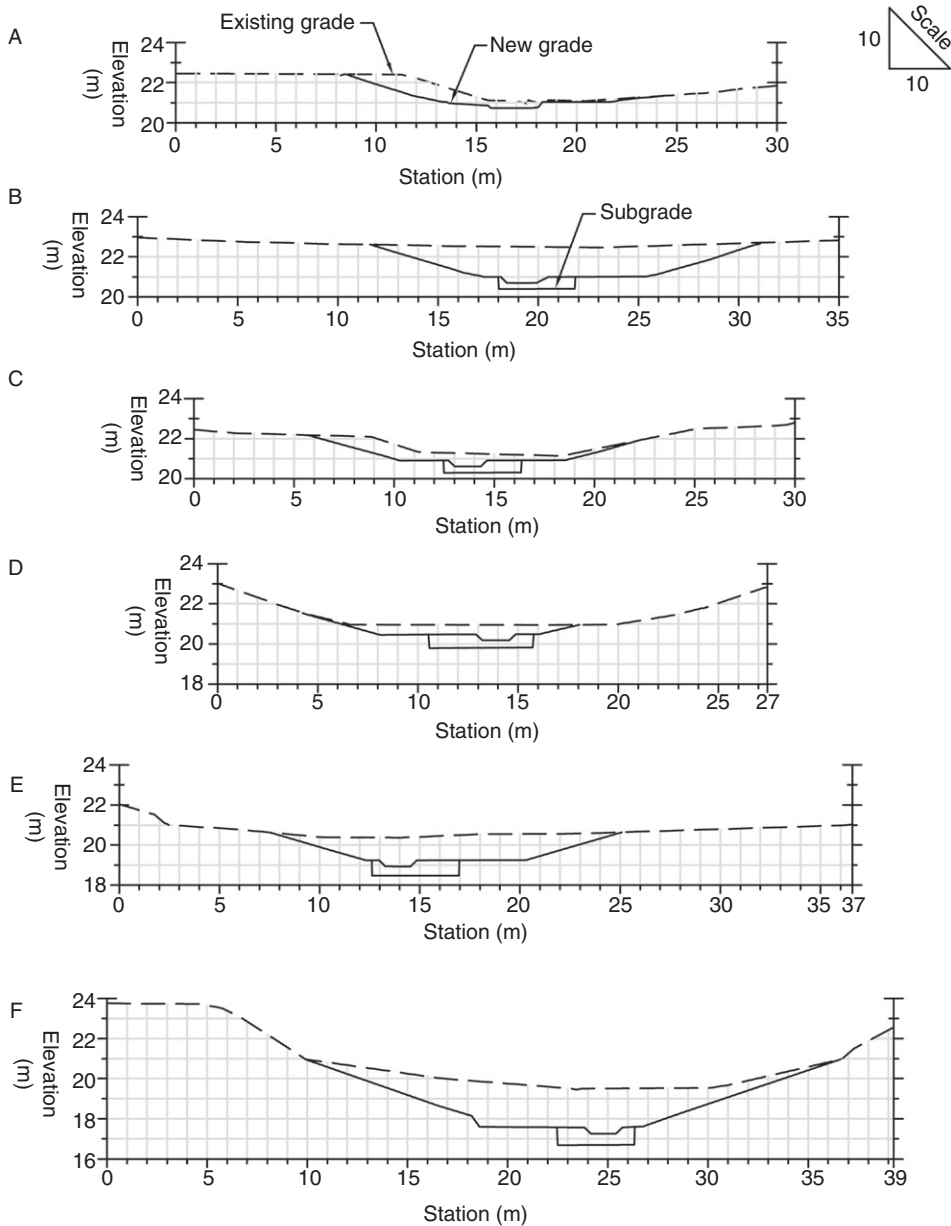 A
Existing grade
New grade
Elevation
(m)
24
22
20
0 5 10 15 20 25 30
Station (m)
Scale
10
10
B
Subgrade
Elevation
(m)
24
22
20
0 5 10 15 20 25 30 35
Station (m)
C
Elevation
(m)
24
22
20
0 5 10 15 20 25 30
Station (m)
D
Elevation
(m)
24
22
20
18
0 5 10 15 20 25 27
Station (m)
E
Elevation
(m)
24
22
20
18
0 5 10 15 20 25 30 35 37
Station (m)
F
Elevation
(m)
24
22
20
18
16
0 5 10 15 20 25 30 35 39
Station (m)